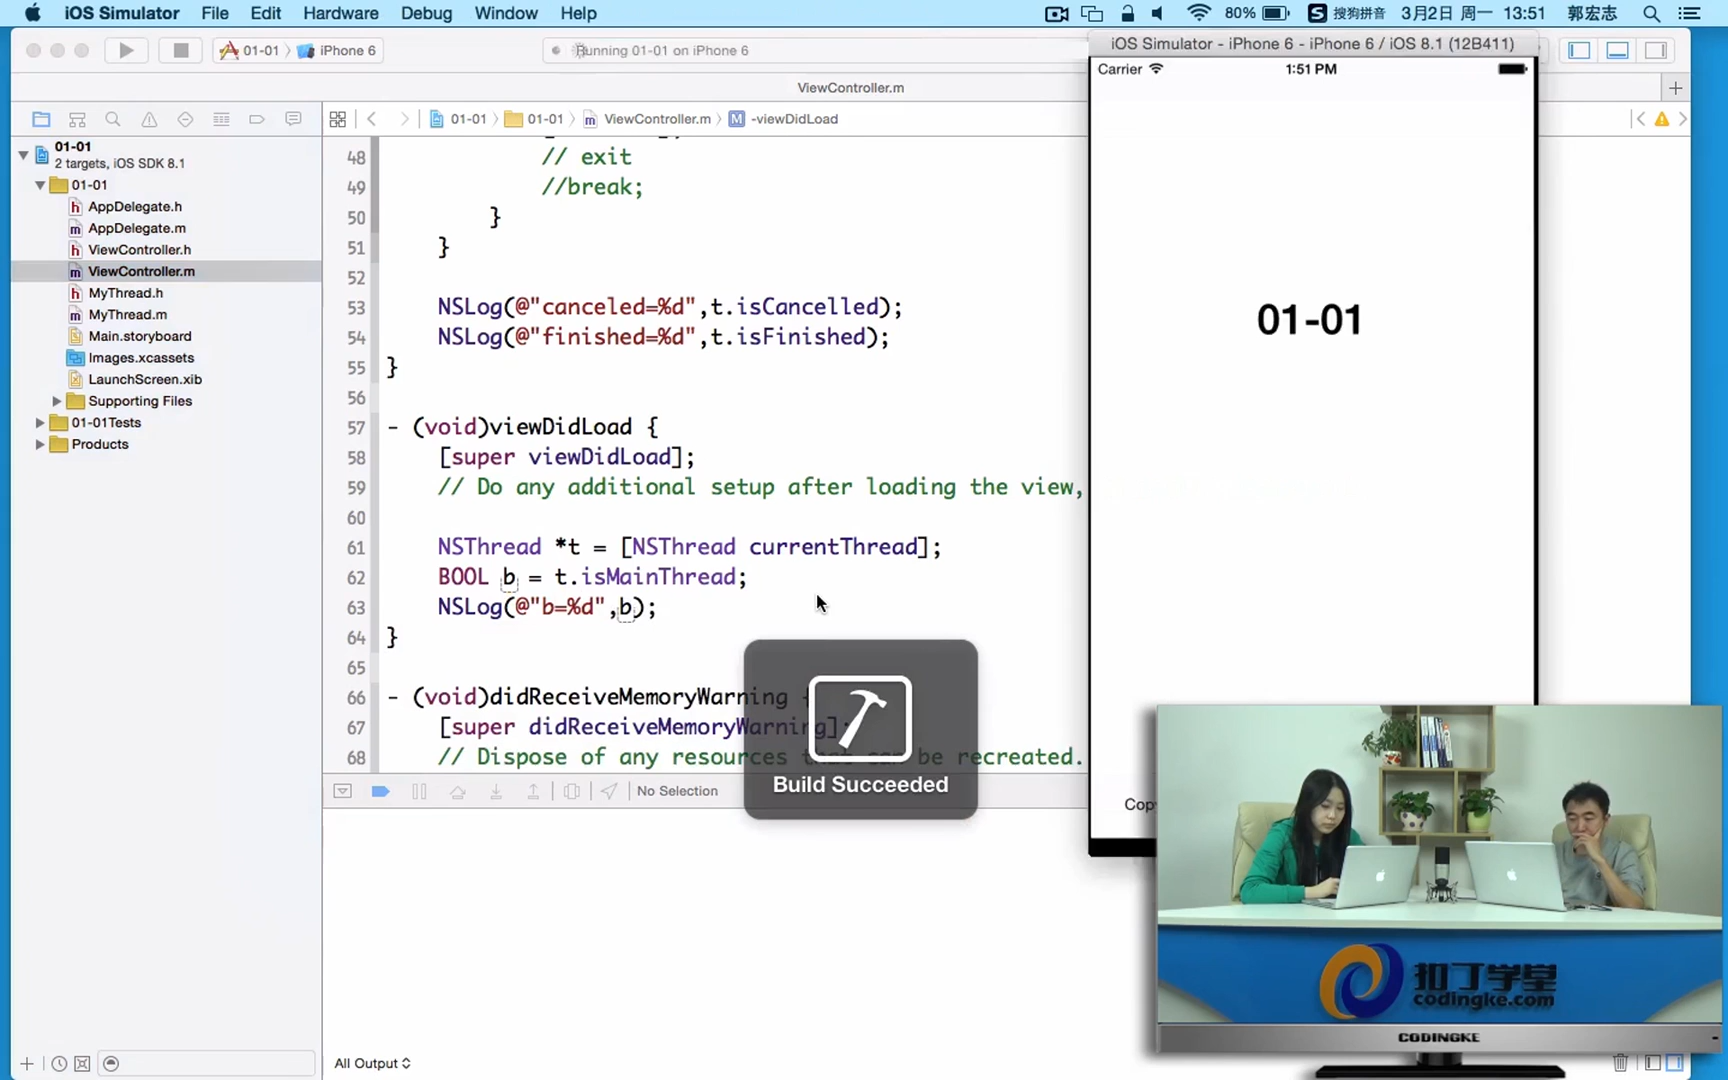 iOS Simulator File Edit Hardware Debug Window Help 80% S 搜狗拼音 3月2日 周一 13:51 郭宏志
01-01 iPhone 6 Running 01-01 on iPhone 6
ViewController.m
01-01 01-01 ViewController.m M -viewDidLoad
01-01
2 targets, iOS SDK 8.1
01-01
h AppDelegate.h
m AppDelegate.m
h ViewController.h
m ViewController.m
h MyThread.h
m MyThread.m
Main.storyboard
Images.xcassets
LaunchScreen.xib
Supporting Files
01-01Tests
Products
48 // exit
49 //break;
50 }
51 }
52
53 NSLog(@"canceled=%d",t.isCancelled);
54 NSLog(@"finished=%d",t.isFinished);
55 }
56
57 - (void)viewDidLoad {
58 [super viewDidLoad];
59 // Do any additional setup after loading the view,
60
61 NSThread *t = [NSThread currentThread];
62 BOOL b = t.isMainThread;
63 NSLog(@"b=%d",b);
64 }
65
66 - (void)didReceiveMemoryWarning {
67 [super didReceiveMemoryWarning];
68 // Dispose of any resources that can be recreated.
Build Succeeded
No Selection
All Output
iOS Simulator - iPhone 6 - iPhone 6 / iOS 8.1 (12B411)
Carrier 1:51 PM
01-01
扣丁学堂
codingke.com
CODINGKE